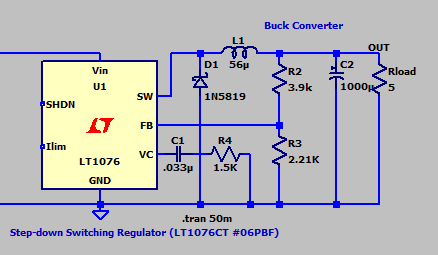 Buck Converter
L1
OUT
56µ
Vin
U1
D1
R2
C2
Rload
SW
1N5819
3.9k
1000µ
5
SHDN
FB
C1
R4
R3
Ilim
LT1076
VC
.033µ
1.5K
2.21K
GND
.tran 50m
Step-down Switching Regulator (LT1076CT #06PBF)